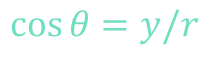 cos θ = y/r